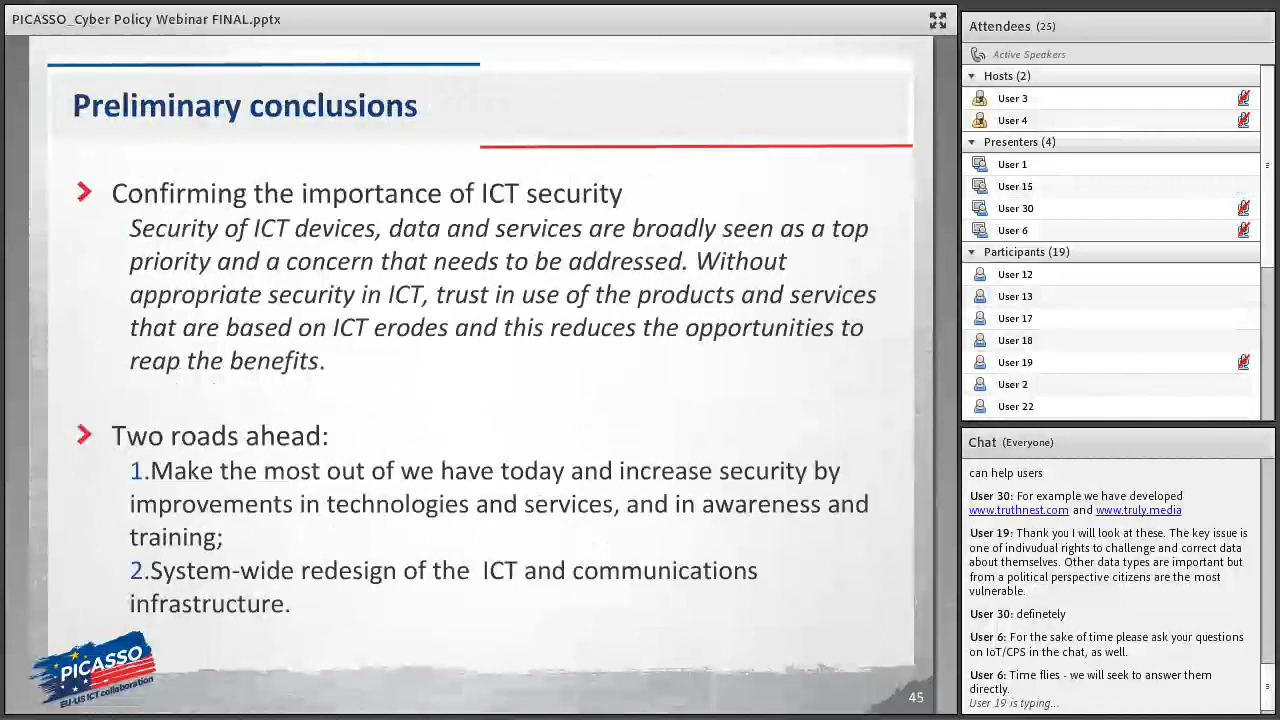 PICASSO_Cyber Policy Webinar FINAL.pptx
Preliminary conclusions
Confirming the importance of ICT security
Security of ICT devices, data and services are broadly seen as a top
priority and a concern that needs to be addressed. Without
appropriate security in ICT, trust in use of the products and services
that are based on ICT erodes and this reduces the opportunities to
reap the benefits.
Two roads ahead:
1.Make the most out of we have today and increase security by
improvements in technologies and services, and in awareness and
training;
2.System-wide redesign of the  ICT and communications
infrastructure.
PICASSO
EU-US ICT collaboration
45
Attendees (25)
Active Speakers
Hosts (2)
User 3
User 4
Presenters (4)
User 1
User 15
User 30
User 6
Participants (19)
User 12
User 13
User 17
User 18
User 19
User 2
User 22
Chat (Everyone)
can help users
User 30: For example we have developed
www.truthnest.com and www.truly.media
User 19: Thank you I will look at these. The key issue is
one of indivudual rights to challenge and correct data
about themselves. Other data types are important but
from a political perspective citizens are the most
vulnerable.
User 30: definetely
User 6: For the sake of time please ask your questions
on IoT/CPS in the chat, as well.
User 6: Time flies - we will seek to answer them
directly.
User 19 is typing...